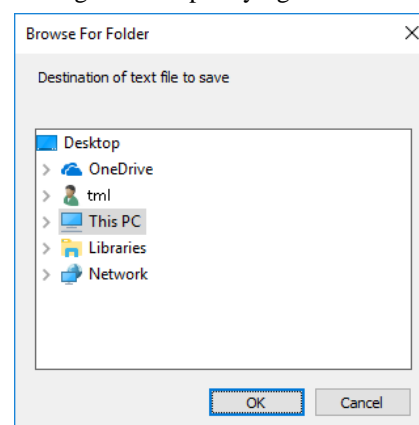 Browse For Folder
Destination of text file to save
Desktop
OneDrive
tml
This PC
Libraries
Network
OK Cancel